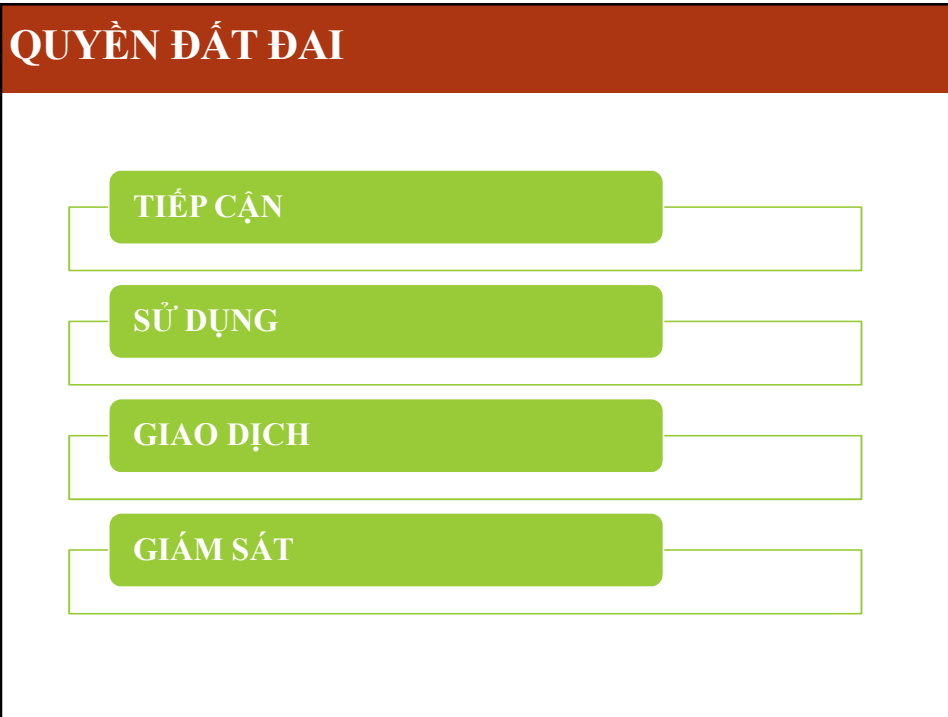 QUYỀN ĐẤT ĐAI
TIẾP CẬN
SỬ DỤNG
GIAO DỊCH
GIÁM SÁT